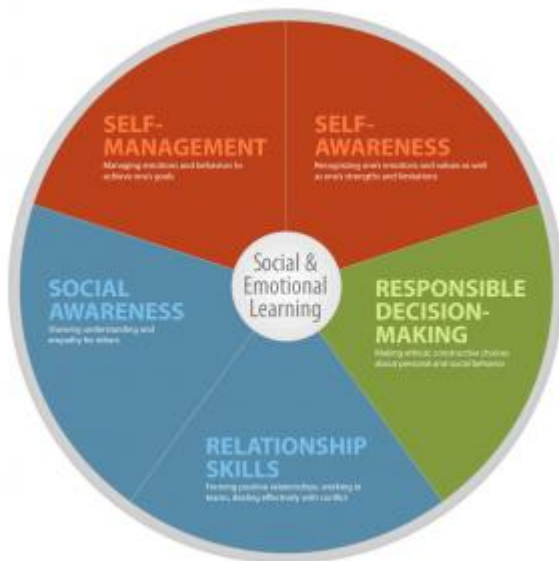 SELF-
MANAGEMENT
Managing emotions and behaviors to
achieve one's goals
SELF-
AWARENESS
Recognizing one's emotions and values as well
as one's strengths and limitations
SOCIAL
AWARENESS
Showing understanding and
empathy for others
Social &
Emotional
Learning
RESPONSIBLE
DECISION-
MAKING
Making ethical, constructive choices
about personal and social behavior
RELATIONSHIP
SKILLS
Forming positive relationships, working in
teams, dealing effectively with conflict